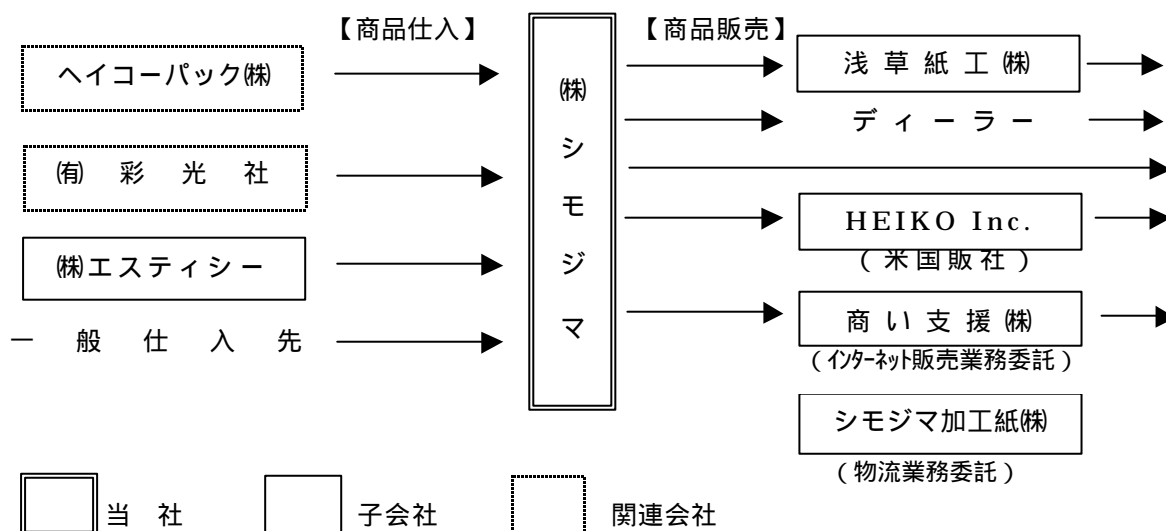 【商品仕入】
【商品販売】
ヘイコーパック㈱
㈲彩光社
㈱エスティシー
一般仕入先
㈱シモジマ
浅草紙工㈱
ディーラー
HEIKO Inc.
(米国販社)
商い支援㈱
(インターネット販売業務委託)
シモジマ加工紙㈱
(物流業務委託)
当社
子会社
関連会社